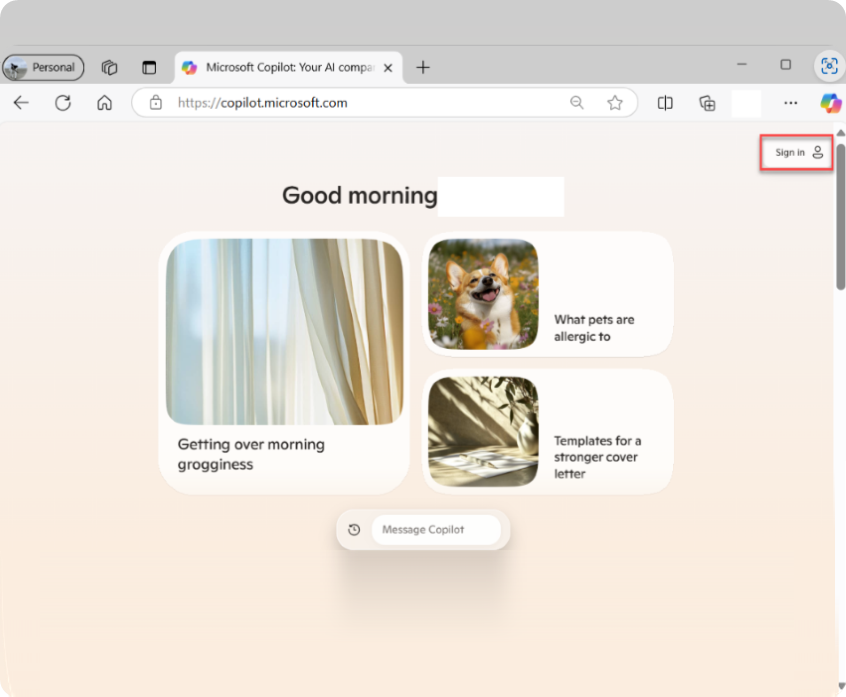 Personal
Microsoft Copilot: Your AI compa
https://copilot.microsoft.com
Sign in
Good morning
Getting over morning
grogginess
What pets are
allergic to
Templates for a
stronger cover
letter
Message Copilot